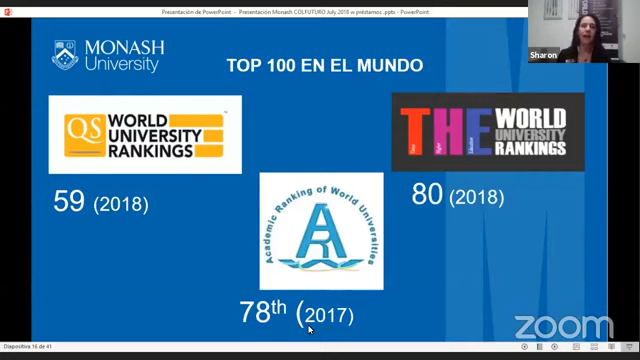 Presentación de PowerPoint - Presentación Monash COLFUTURO July 2018 w préstamoc.pptx - PowerPoint
Sharon
MONASH
University
TOP 100 EN EL MUNDO
QS WORLD
UNIVERSITY
RANKINGS
THE WORLD
UNIVERSITY
RANKINGS
59 (2018)
80 (2018)
Academic Ranking of World Universities
78th (2017)
zoom
Diapositiva 16 de 41